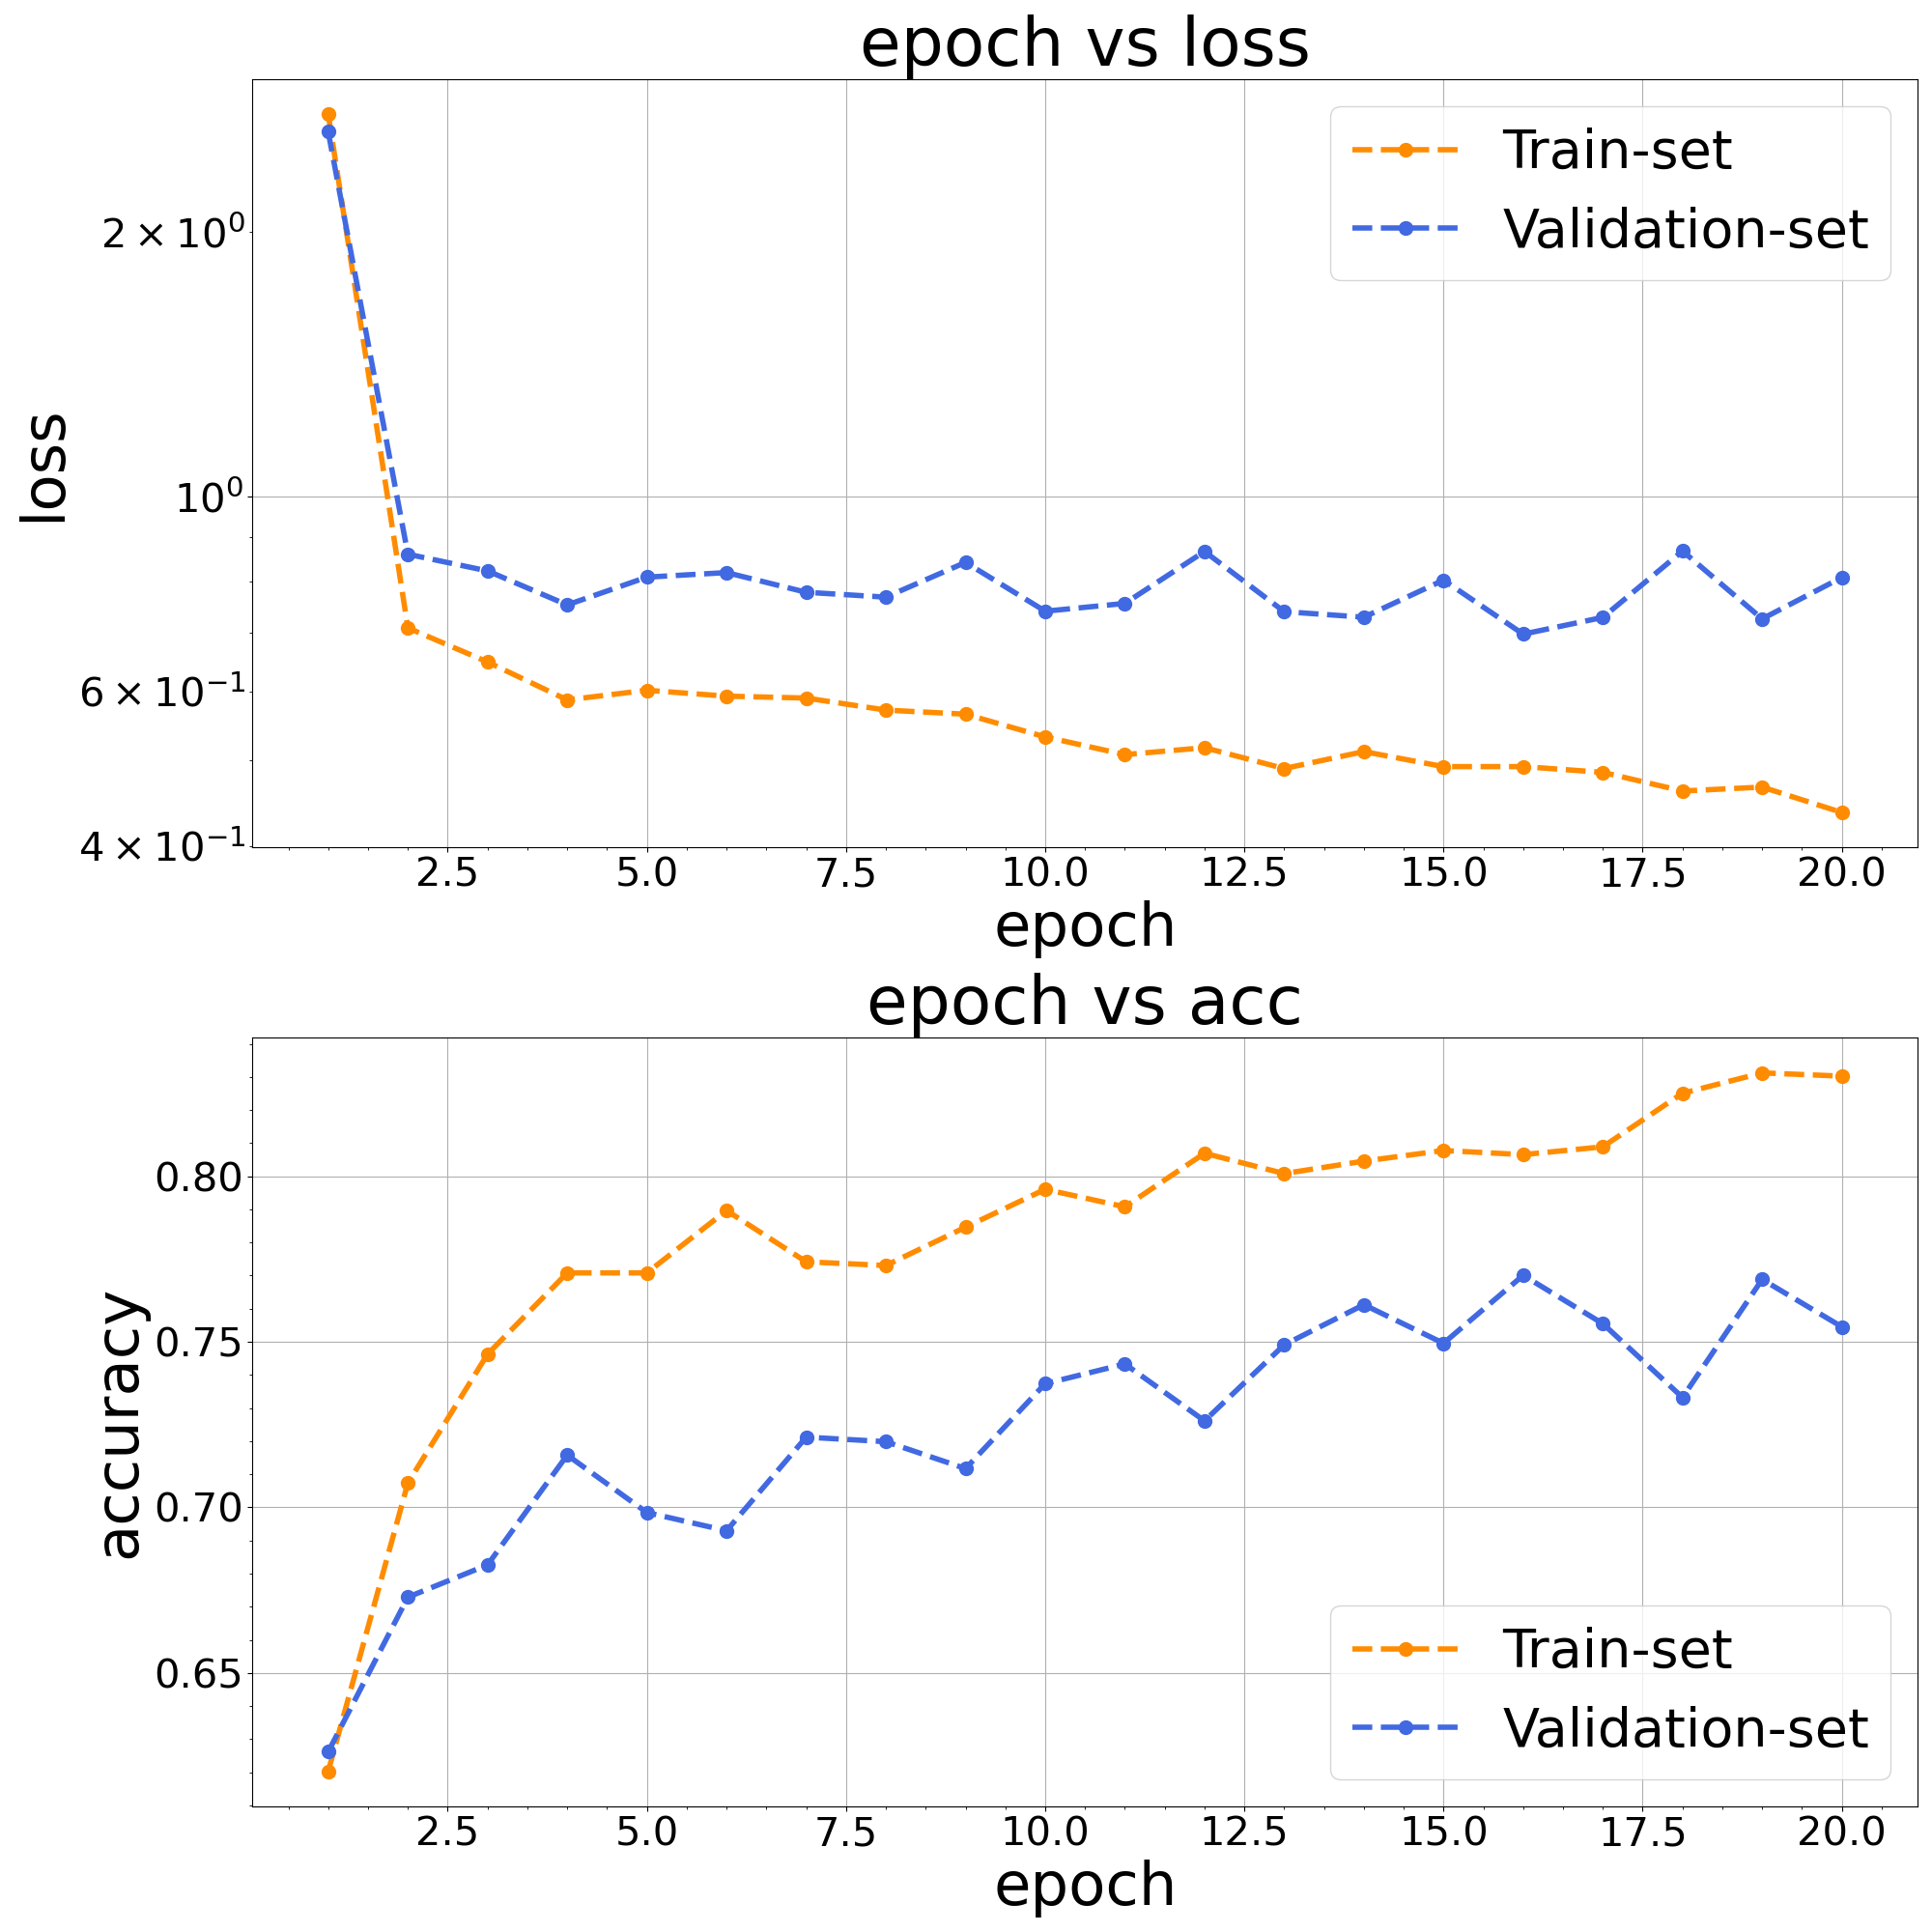 epoch vs loss
loss
2 × 10⁰
10⁰
6 × 10⁻¹
4 × 10⁻¹
Train-set
Validation-set
2.5 5.0 7.5 10.0 12.5 15.0 17.5 20.0
epoch
epoch vs acc
accuracy
0.80
0.75
0.70
0.65
Train-set
Validation-set
2.5 5.0 7.5 10.0 12.5 15.0 17.5 20.0
epoch